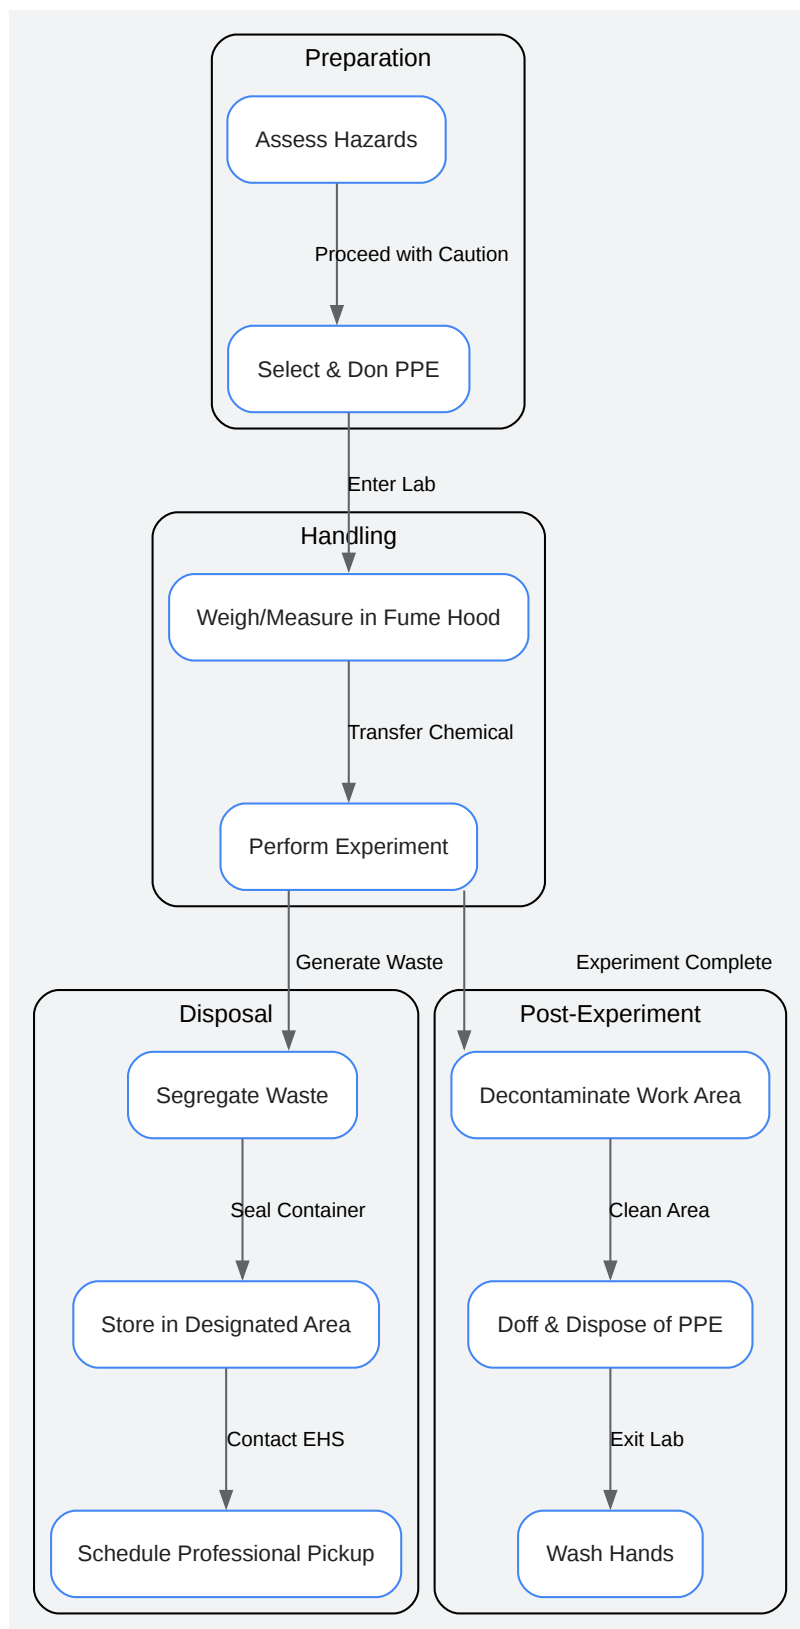 Preparation
Assess Hazards
Proceed with Caution
Select & Don PPE
Enter Lab
Handling
Weigh/Measure in Fume Hood
Transfer Chemical
Perform Experiment
Generate Waste
Experiment Complete
Disposal
Segregate Waste
Seal Container
Store in Designated Area
Contact EHS
Schedule Professional Pickup
Post-Experiment
Decontaminate Work Area
Clean Area
Doff & Dispose of PPE
Exit Lab
Wash Hands